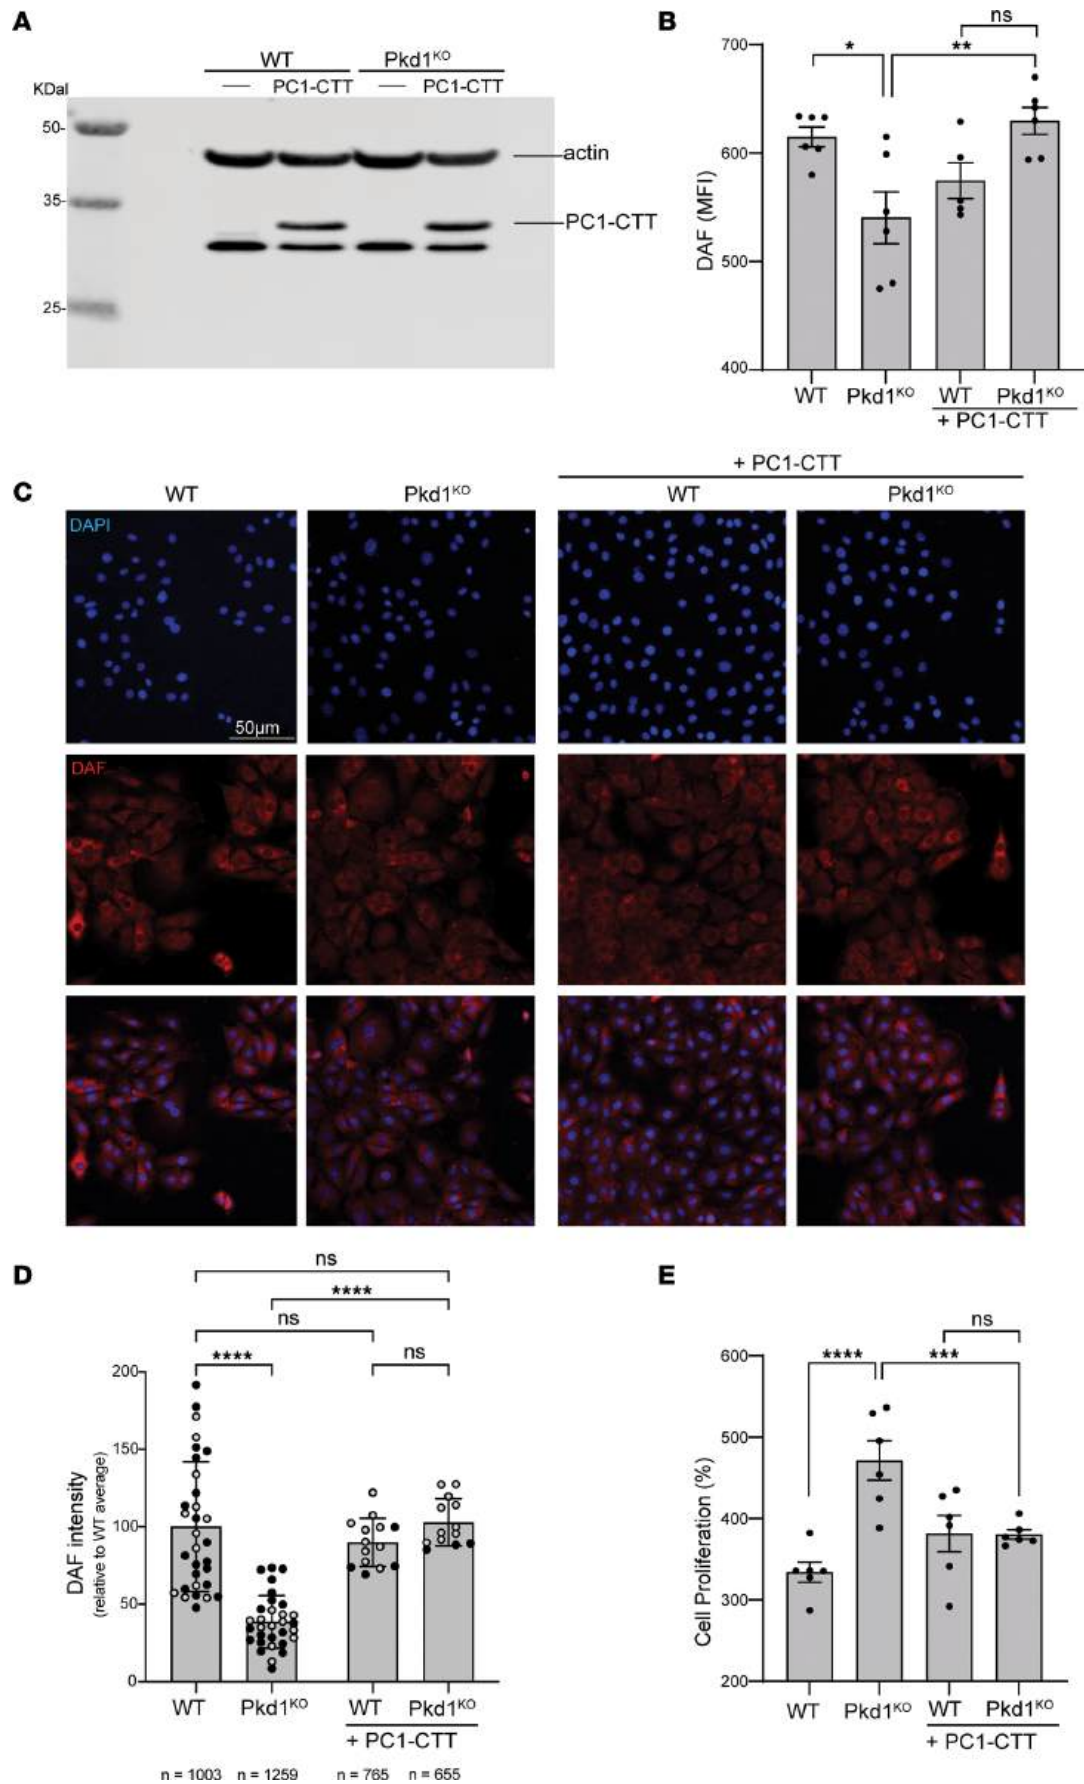 A
WT Pkd1KO
KDal — PC1-CTT — PC1-CTT
50-
actin
35-
PC1-CTT
25-
B
ns
* **
700
600
500
400
DAF (MFI)
WT Pkd1KO WT Pkd1KO
+ PC1-CTT
C
+ PC1-CTT
WT Pkd1KO WT Pkd1KO
DAPI
50µm
DAF
D
ns
****
ns
**** ns
200
150
100
50
0
DAF intensity
(relative to WT average)
WT Pkd1KO WT Pkd1KO
+ PC1-CTT
n = 1003 n = 1259 n = 765 n = 655
E
ns
**** ***
600
500
400
300
200
Cell Proliferation (%)
WT Pkd1KO WT Pkd1KO
+ PC1-CTT